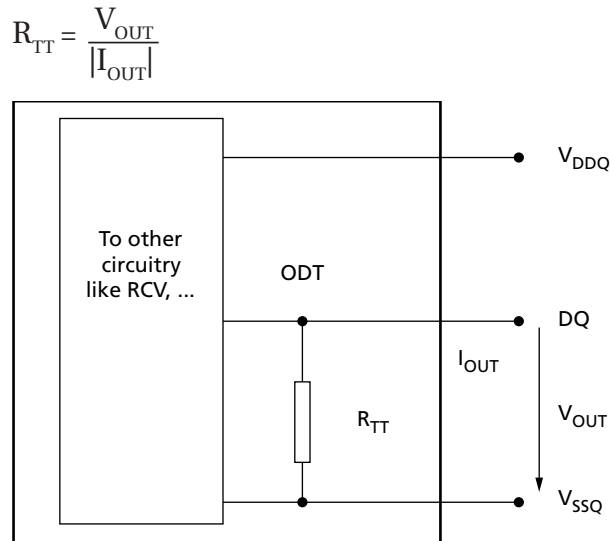 R_TT = V_OUT / |I_OUT|
V_DDQ
To other
circuitry
like RCV, ...
ODT
DQ
I_OUT
R_TT
V_OUT
V_SSQ